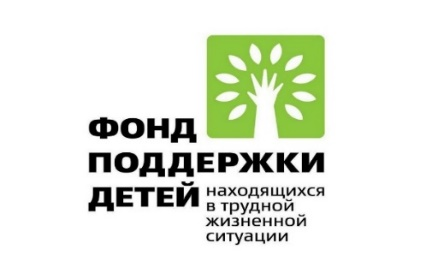 ФОНД
ПОДДЕРЖКИ
ДЕТЕЙ
находящихся
в трудной
жизненной
ситуации